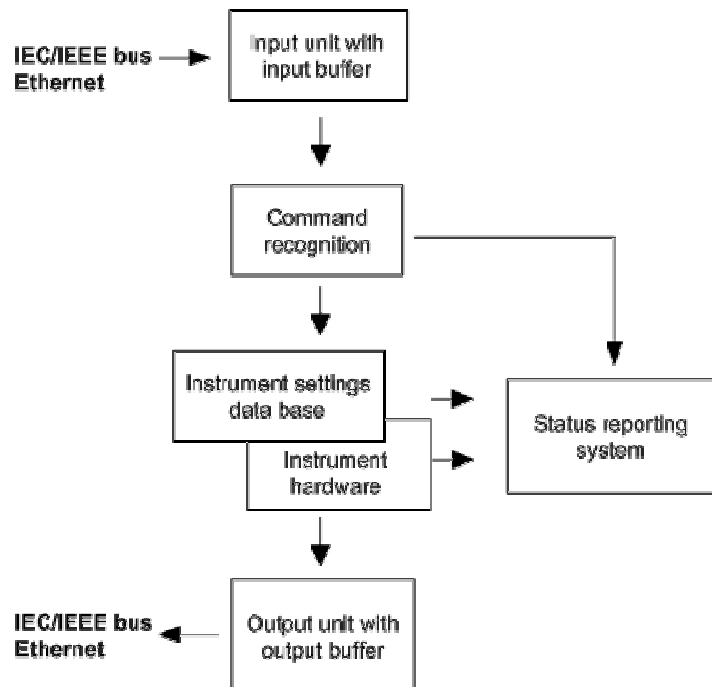 IEC/IEEE bus
Ethernet
Input unit with
input buffer
Command
recognition
Instrument settings
data base
Instrument
hardware
Status reporting
system
IEC/IEEE bus
Ethernet
Output unit with
output buffer